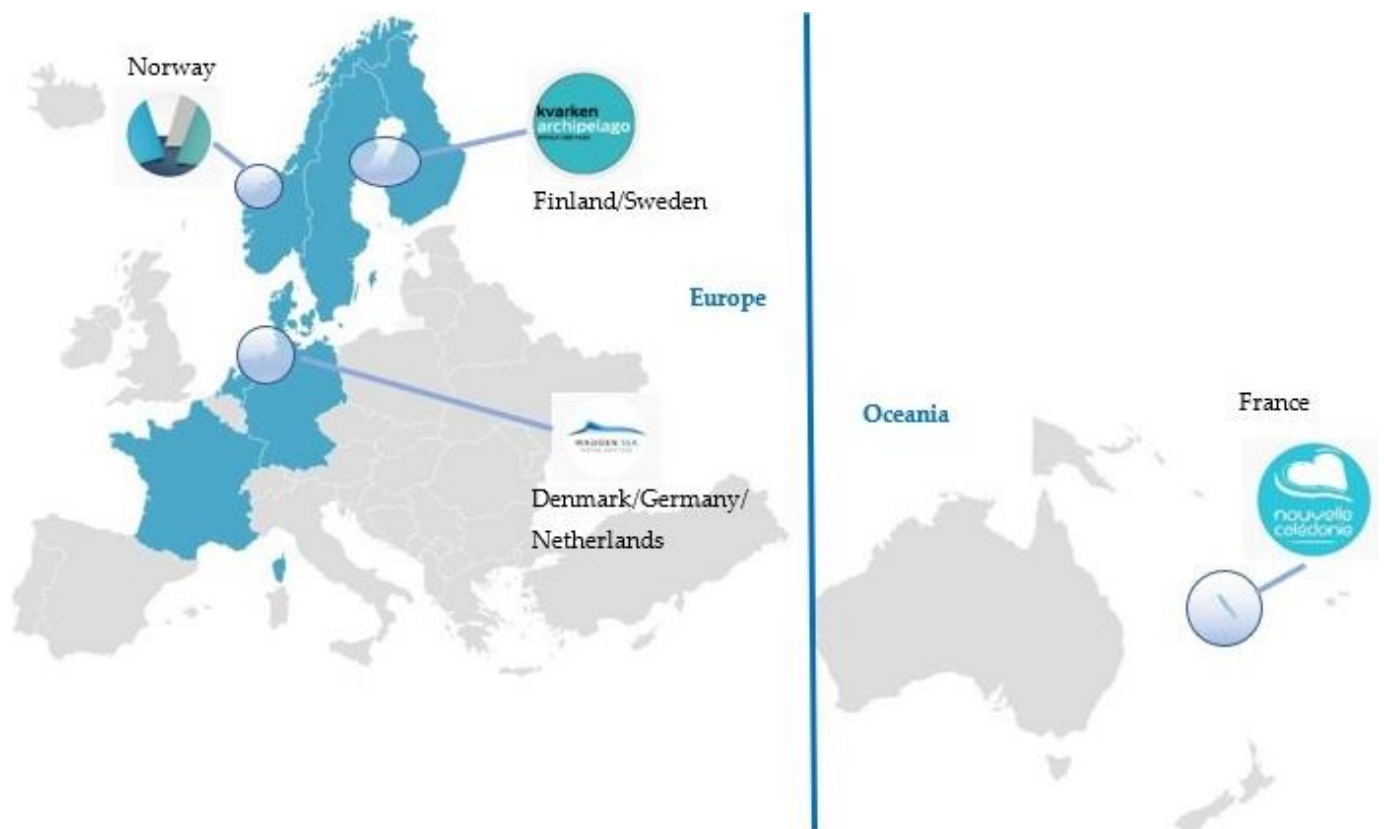 Norway
kvarken
archipelago
Finland/Sweden
Europe
WADDEN SEA
Denmark/Germany/
Netherlands
Oceania
France
nouvelle
calédonie